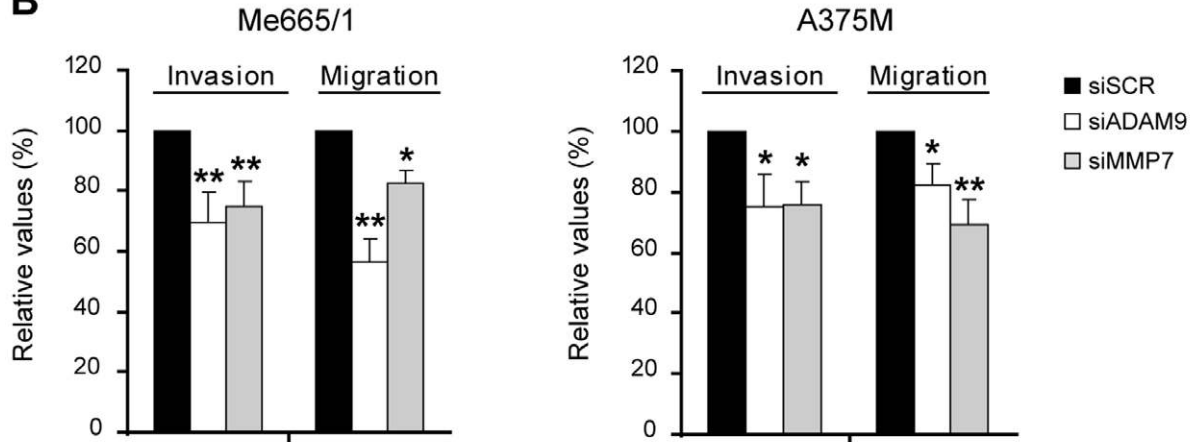 B
Me665/1
A375M
Relative values (%)
120
100
80
60
40
20
0
Invasion
Migration
**
**
**
*
Relative values (%)
120
100
80
60
40
20
0
Invasion
Migration
*
*
*
**
siSCR
siADAM9
siMMP7